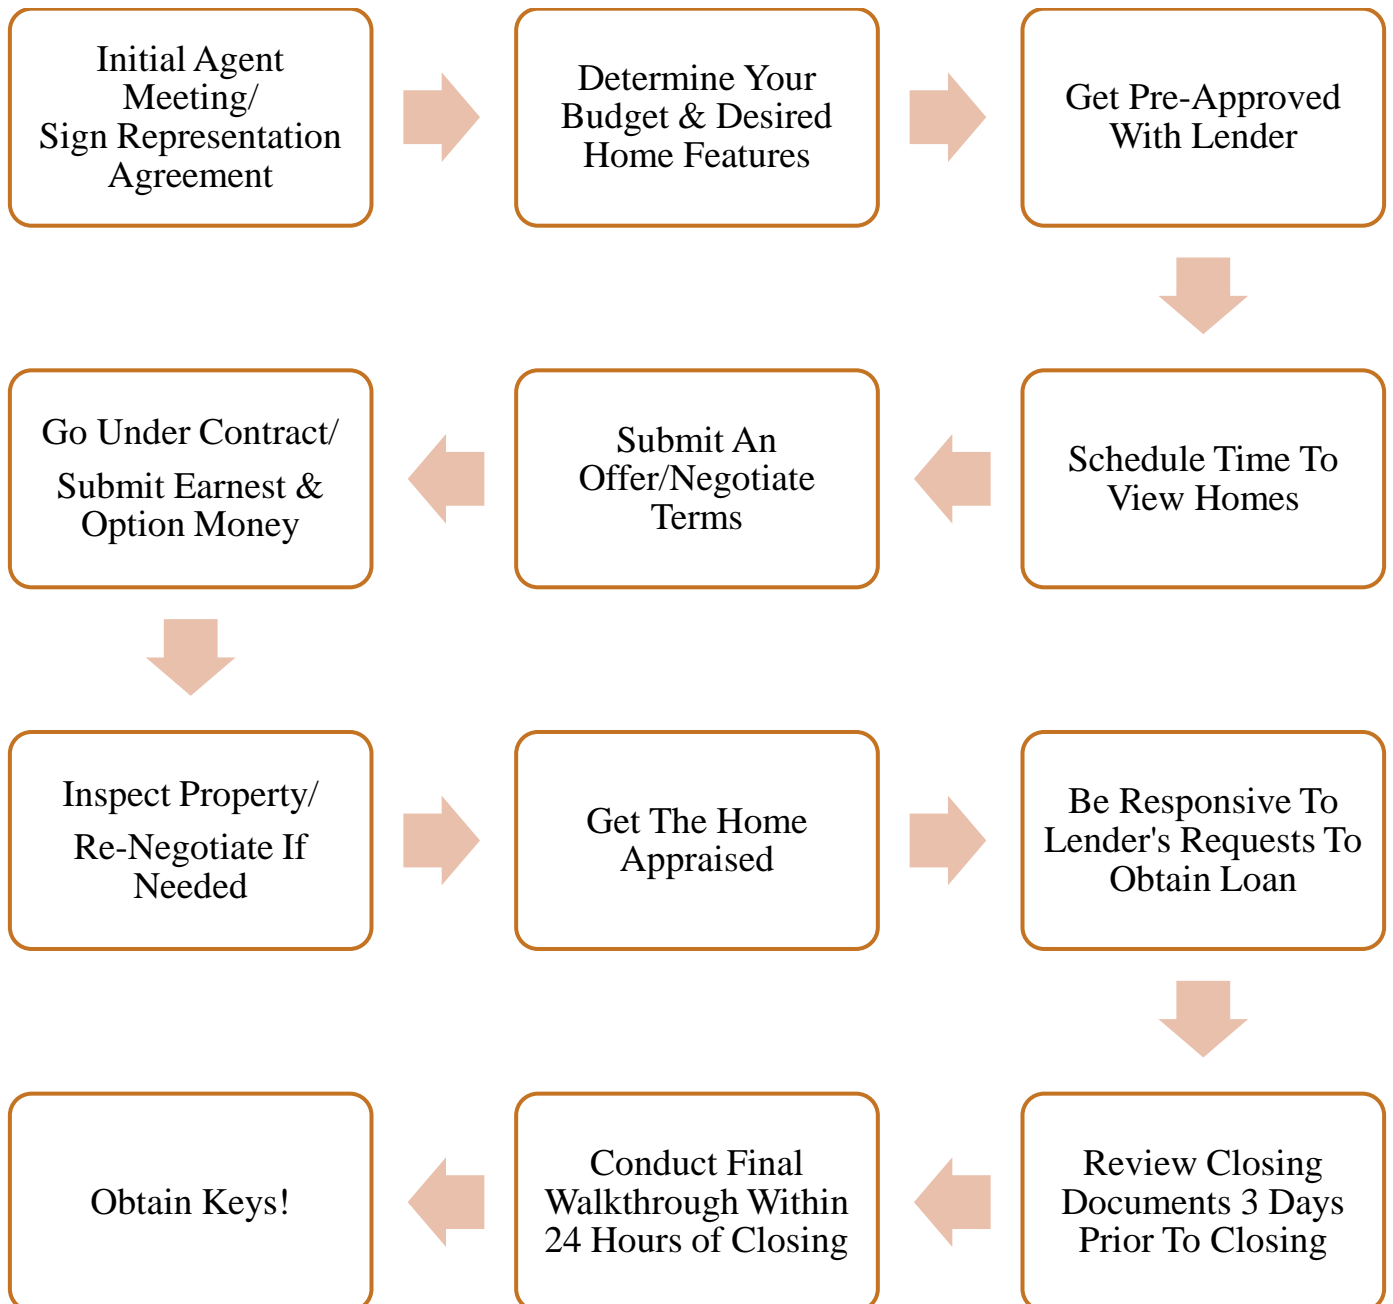 Initial Agent
Meeting/
Sign Representation
Agreement
Determine Your
Budget & Desired
Home Features
Get Pre-Approved
With Lender
Schedule Time To
View Homes
Submit An
Offer/Negotiate
Terms
Go Under Contract/
Submit Earnest &
Option Money
Inspect Property/
Re-Negotiate If
Needed
Get The Home
Appraised
Be Responsive To
Lender's Requests To
Obtain Loan
Review Closing
Documents 3 Days
Prior To Closing
Conduct Final
Walkthrough Within
24 Hours of Closing
Obtain Keys!